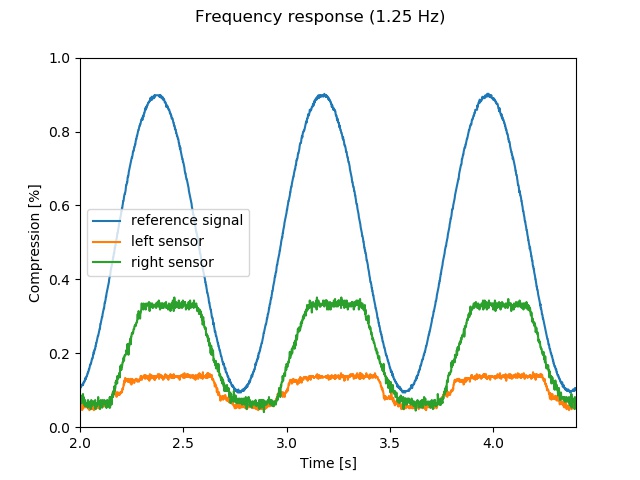 Frequency response (1.25 Hz)
1.0
0.8
0.6
0.4
0.2
0.0
Compression [%]
reference signal
left sensor
right sensor
2.0 2.5 3.0 3.5 4.0
Time [s]